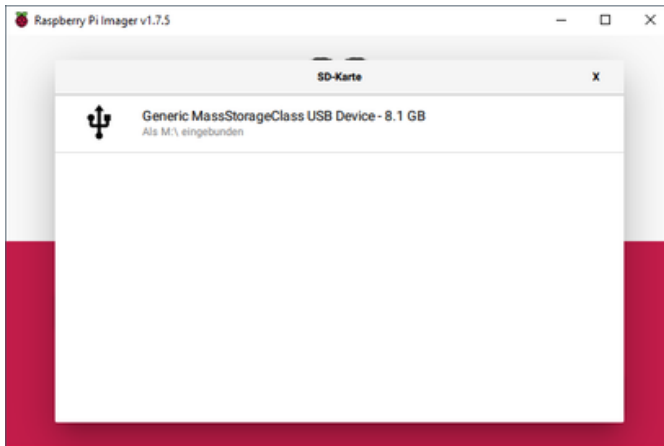 Raspberry Pi Imager v1.7.5
SD-Karte
X
Generic MassStorageClass USB Device - 8.1 GB
Als M:\ eingebunden